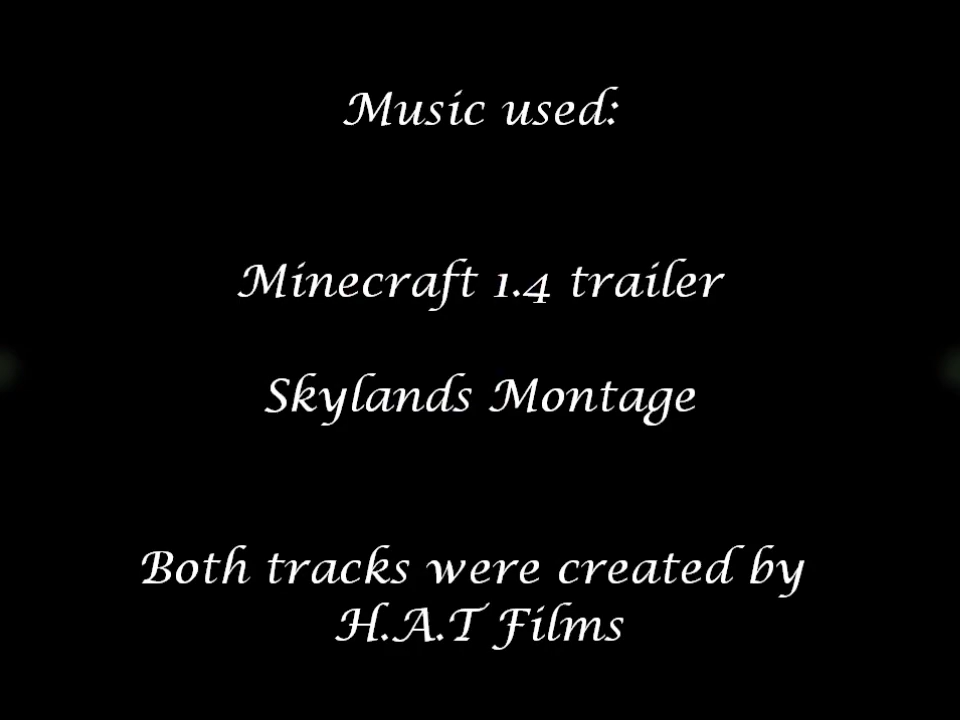 Music used:
Minecraft 1.4 trailer
Skylands Montage
Both tracks were created by
H.A.T Films